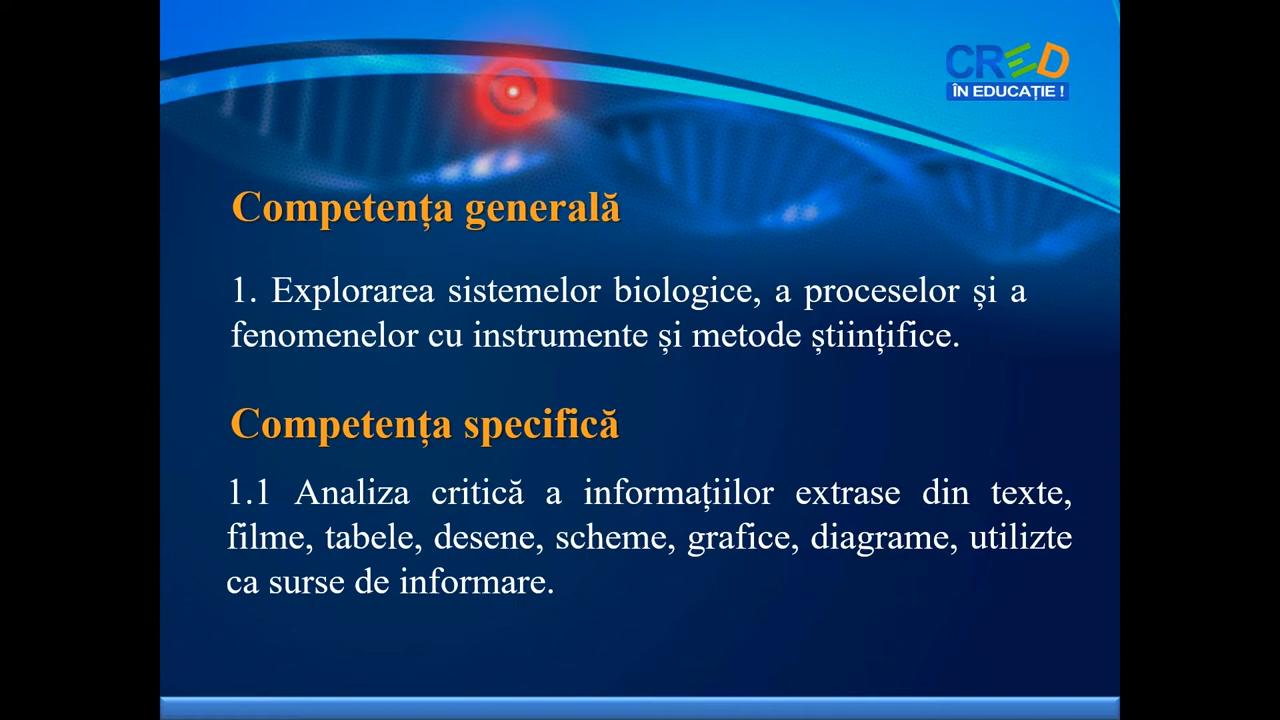 CRED
ÎN EDUCAȚIE !
Competența generală
1. Explorarea sistemelor biologice, a proceselor și a
fenomenelor cu instrumente și metode științifice.
Competența specifică
1.1 Analiza critică a informațiilor extrase din texte,
filme, tabele, desene, scheme, grafice, diagrame, utilizte
ca surse de informare.